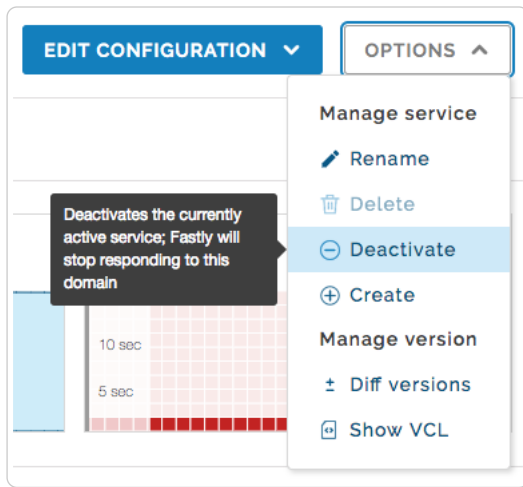 EDIT CONFIGURATION
OPTIONS
Manage service
Rename
Delete
Deactivates the currently
active service; Fastly will
stop responding to this
domain
Deactivate
Create
Manage version
Diff versions
Show VCL
10 sec
5 sec